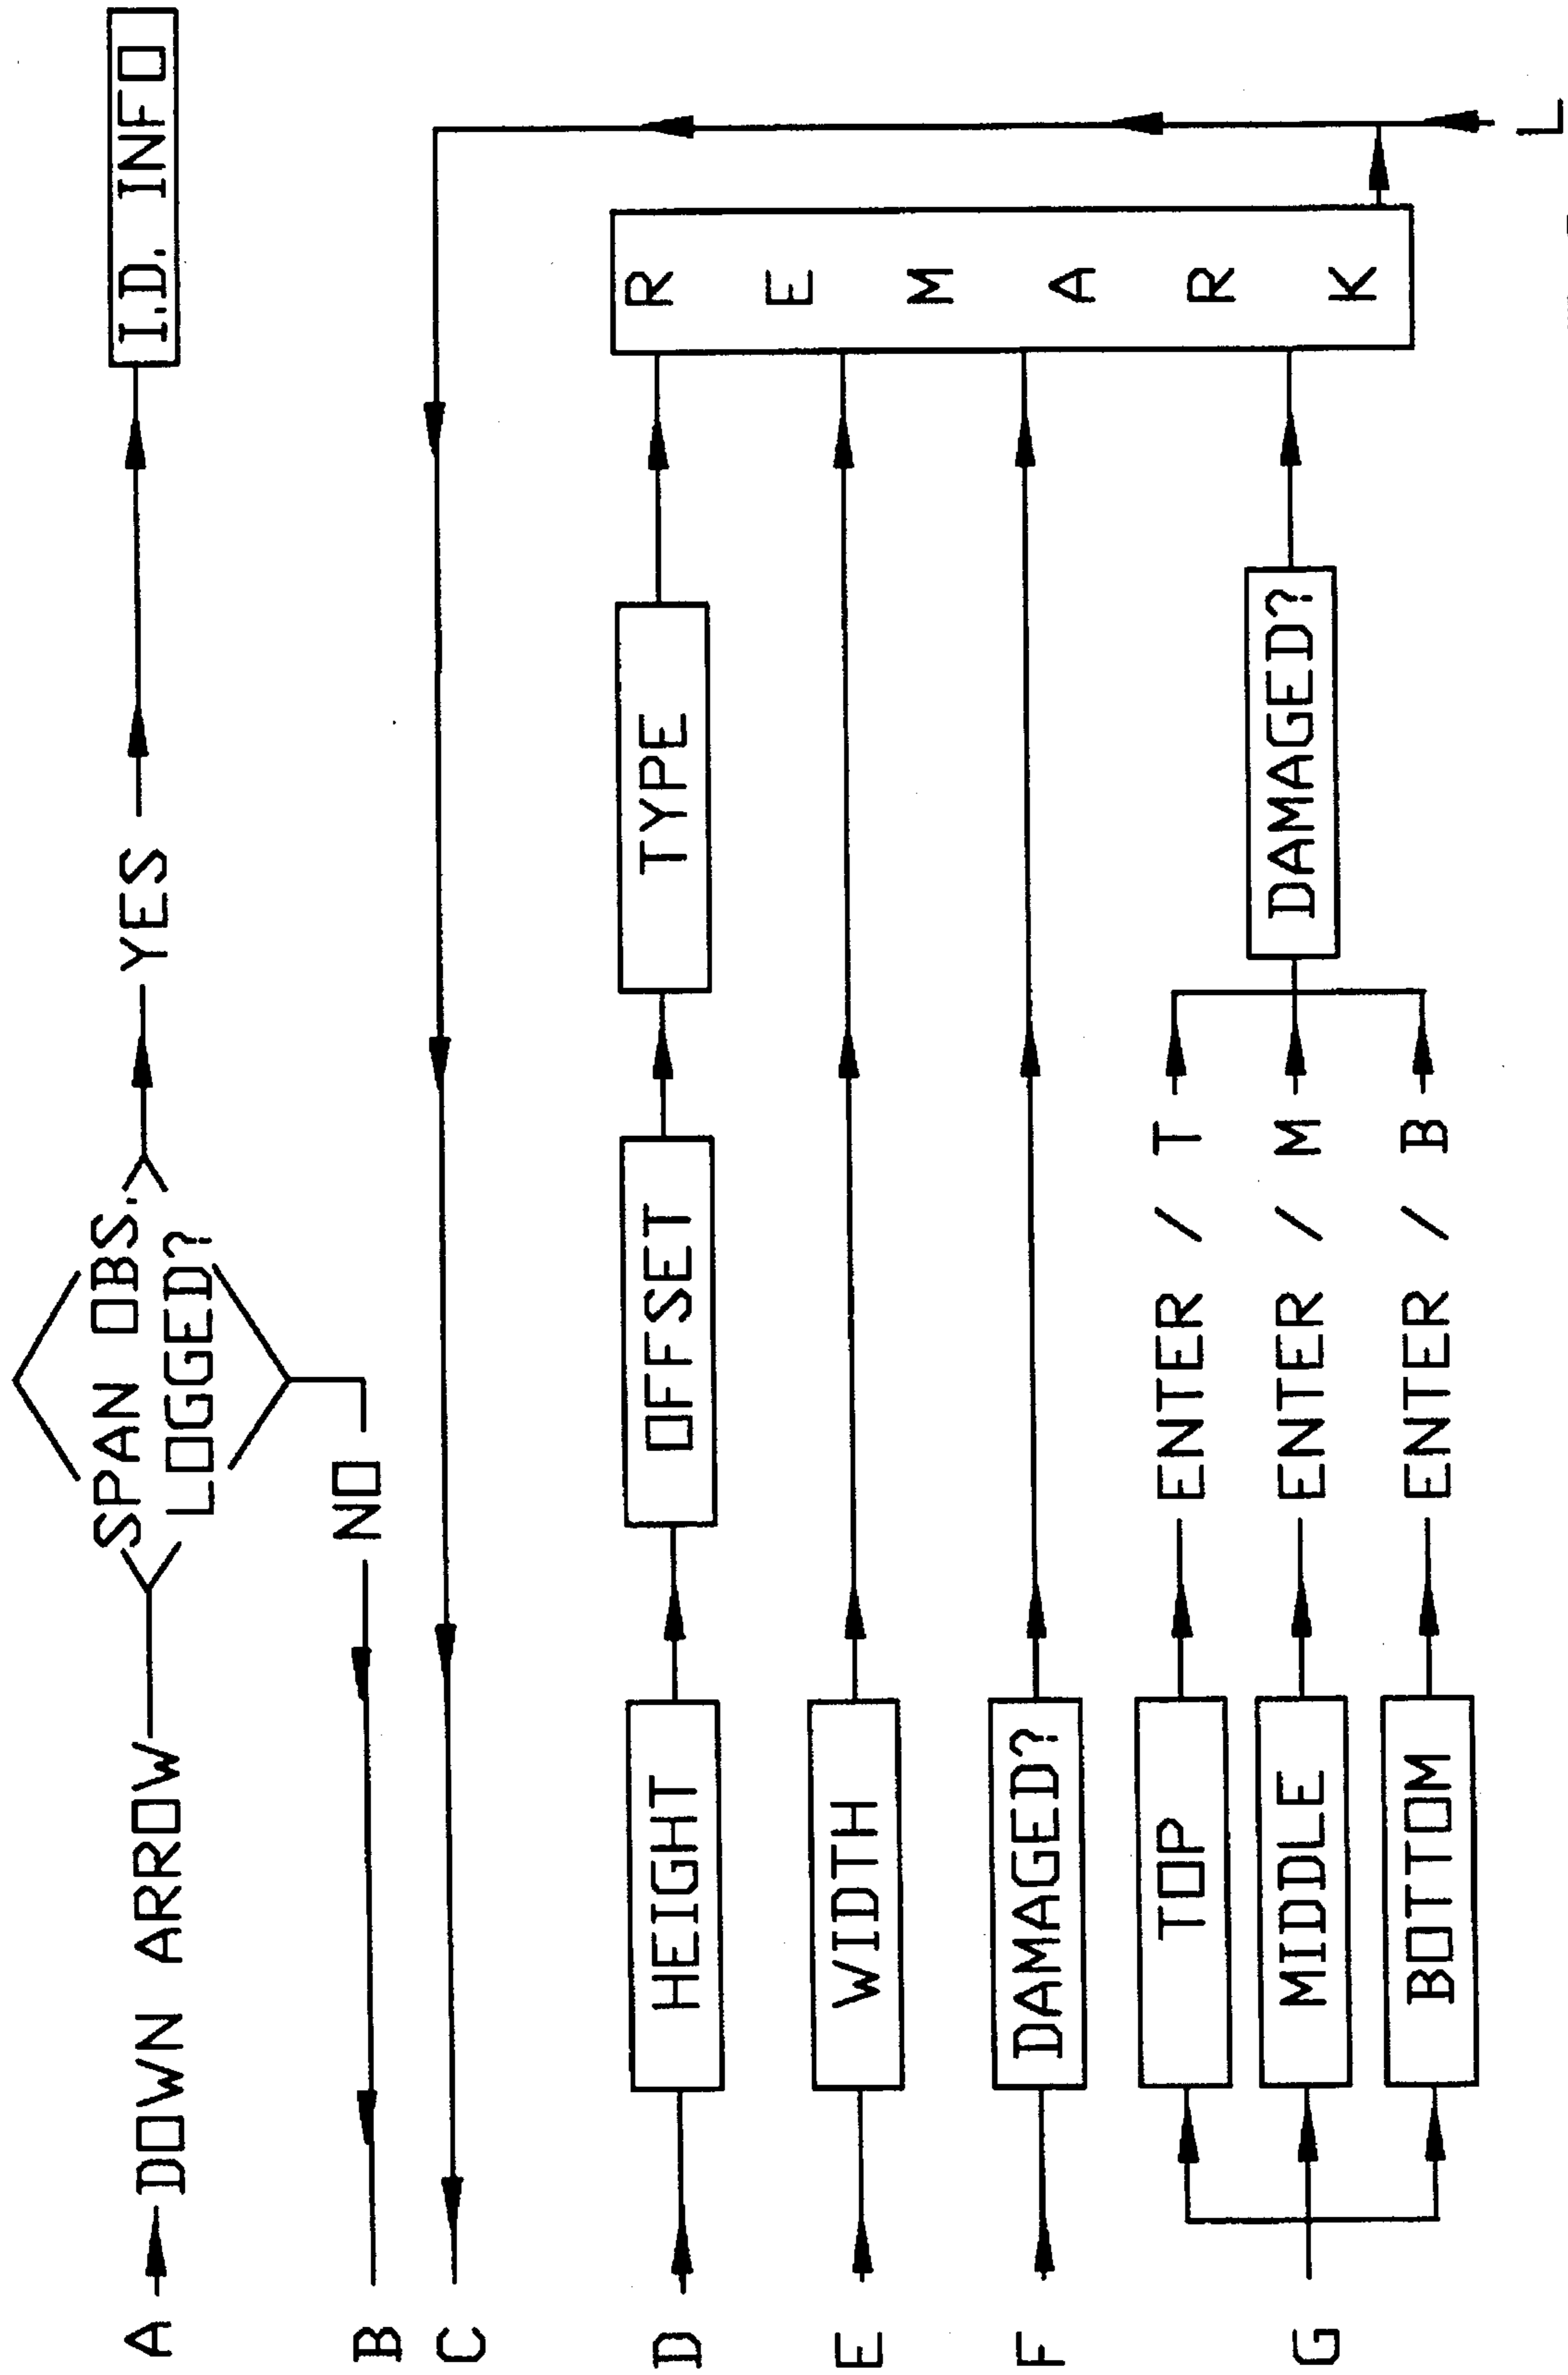 A DOWN ARROW SPAN OBS. YES I.D. INFO
LOGGED?
B NO
C
D HEIGHT OFFSET TYPE REMARK
E WIDTH
F DAMAGED?
TOP ENTER / T
G MIDDLE ENTER / M DAMAGED?
BOTTOM ENTER / B
L